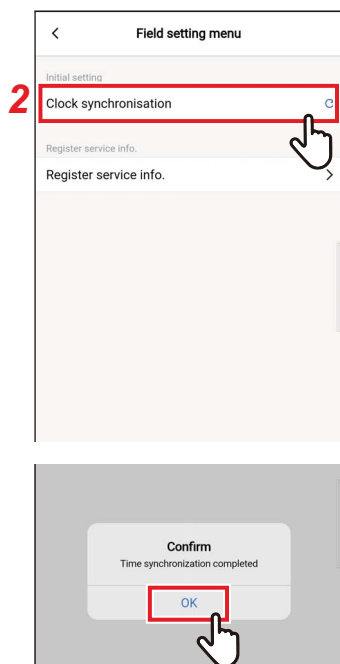 Field setting menu
Initial setting
2
Clock synchronisation
Register service info.
Register service info.
Confirm
Time synchronization completed
OK